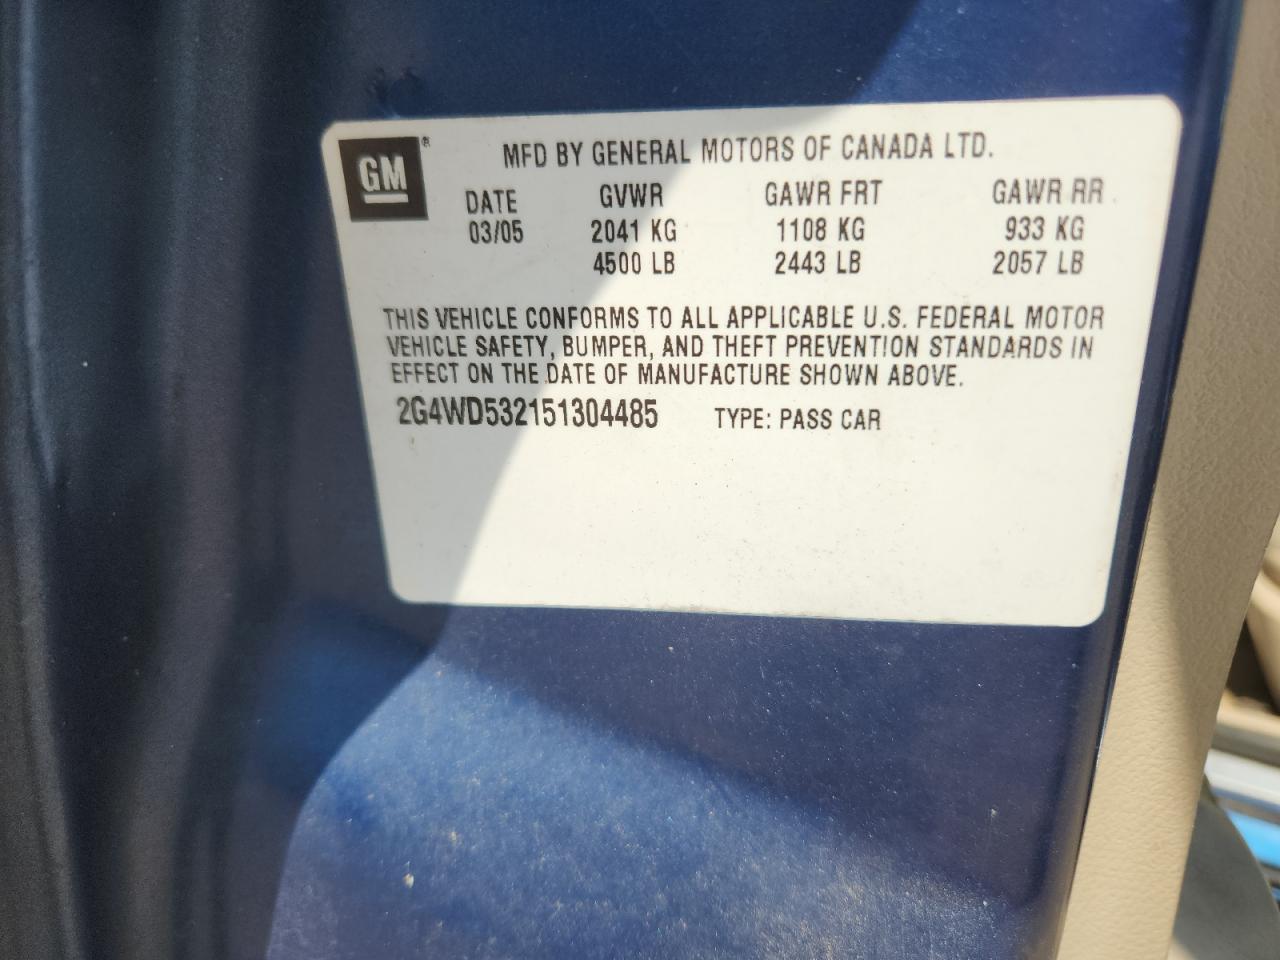 GM®
MFD BY GENERAL MOTORS OF CANADA LTD.
DATE GVWR GAWR FRT GAWR RR
03/05 2041 KG 1108 KG 933 KG
4500 LB 2443 LB 2057 LB
THIS VEHICLE CONFORMS TO ALL APPLICABLE U.S. FEDERAL MOTOR
VEHICLE SAFETY, BUMPER, AND THEFT PREVENTION STANDARDS IN
EFFECT ON THE DATE OF MANUFACTURE SHOWN ABOVE.
2G4WD532151304485 TYPE: PASS CAR